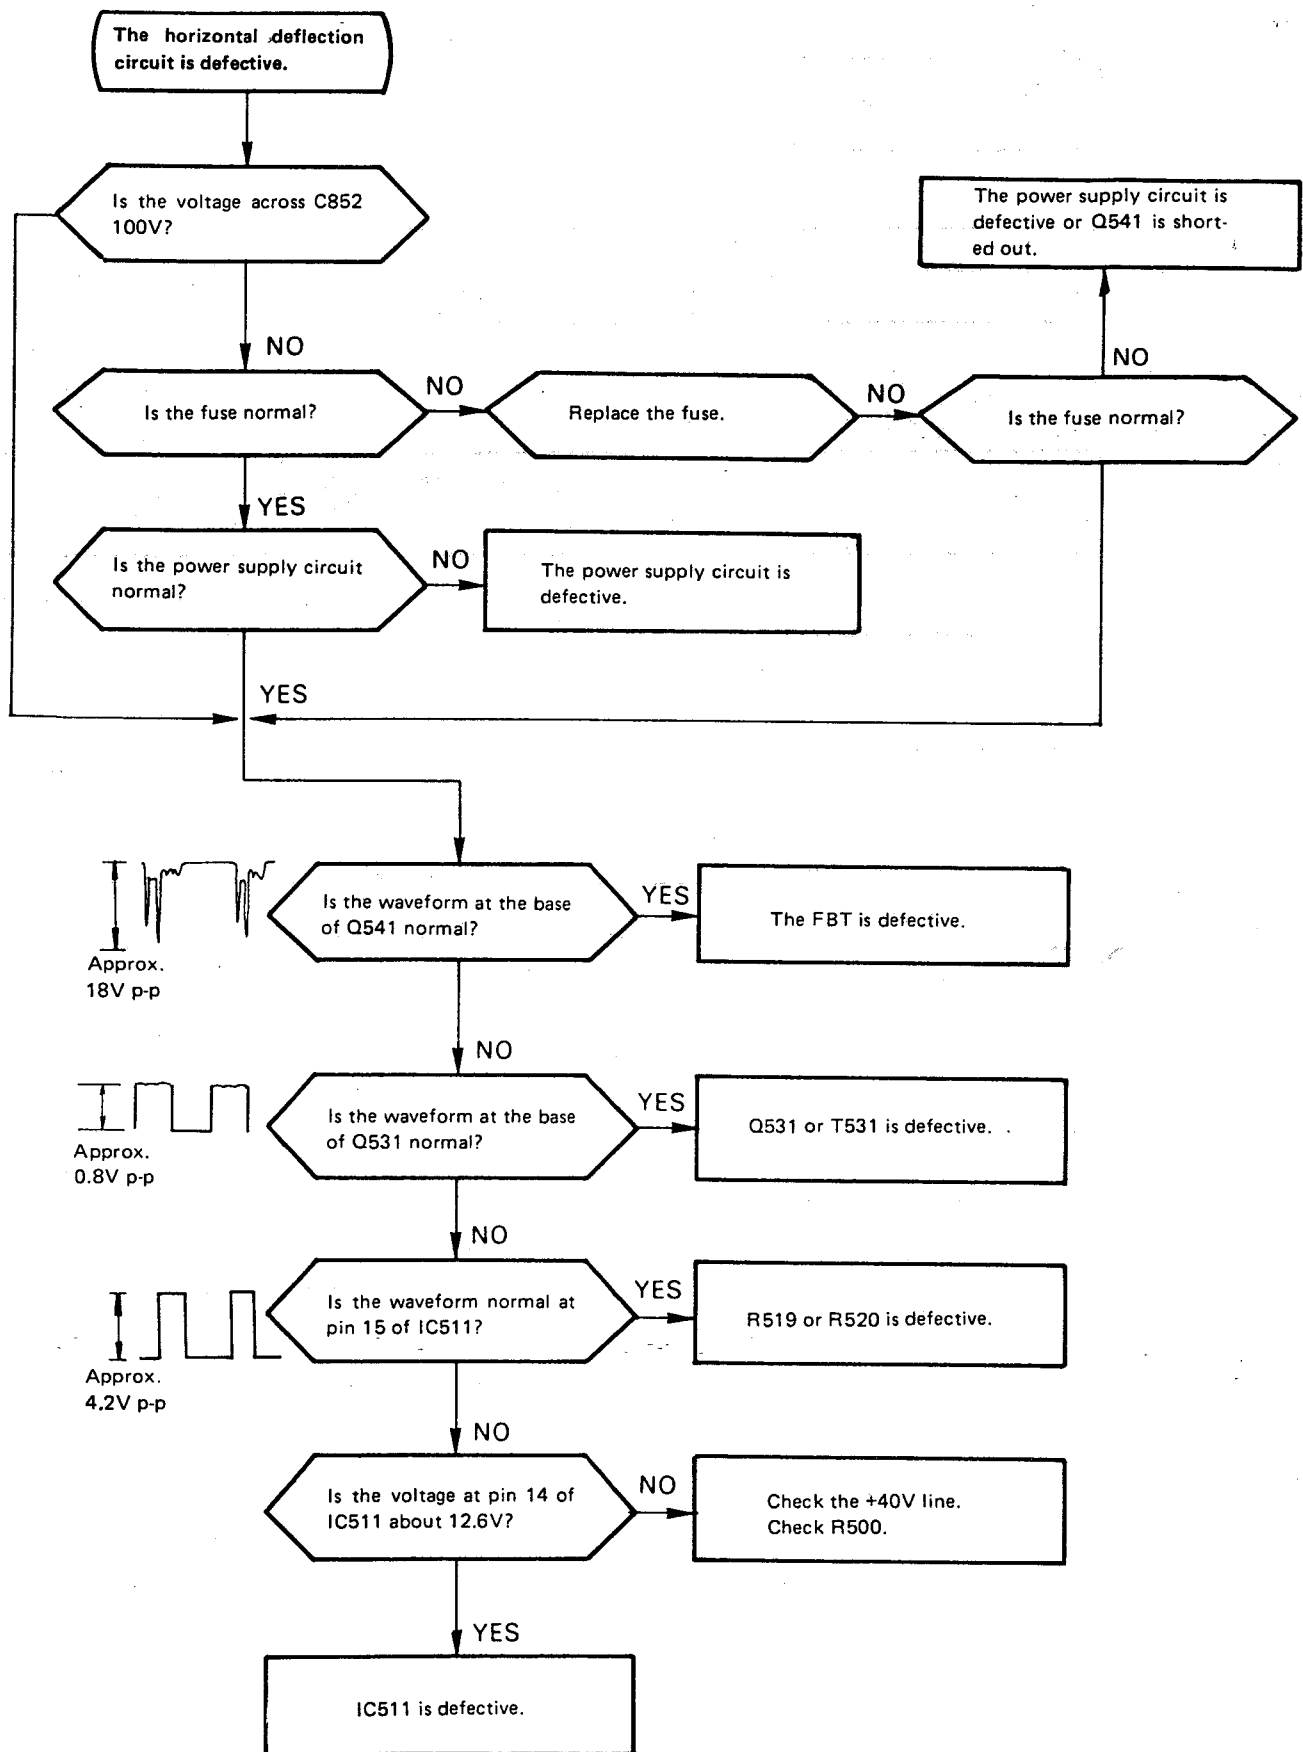 The horizontal deflection
circuit is defective.
Is the voltage across C852
100V?
The power supply circuit is
defective or Q541 is short-
ed out.
NO
NO
Is the fuse normal?
NO
Replace the fuse.
NO
Is the fuse normal?
YES
Is the power supply circuit
normal?
NO
The power supply circuit is
defective.
YES
Approx.
18V p-p
Is the waveform at the base
of Q541 normal?
YES
The FBT is defective.
NO
Approx.
0.8V p-p
Is the waveform at the base
of Q531 normal?
YES
Q531 or T531 is defective.
NO
Approx.
4.2V p-p
Is the waveform normal at
pin 15 of IC511?
YES
R519 or R520 is defective.
NO
Is the voltage at pin 14 of
IC511 about 12.6V?
NO
Check the +40V line.
Check R500.
YES
IC511 is defective.